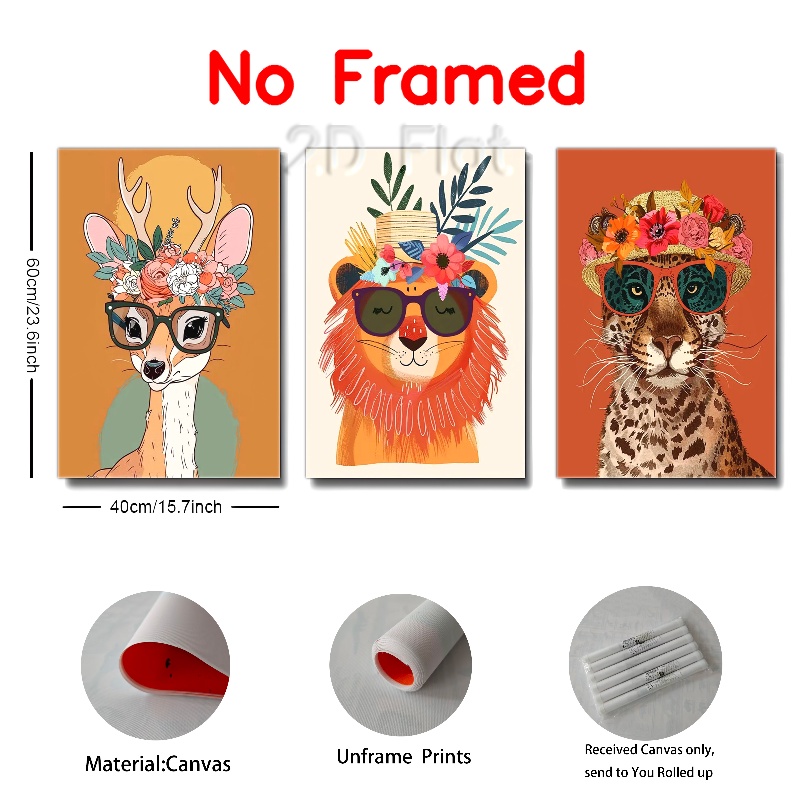 No Framed
2D Flat
60cm/23.6inch
40cm/15.7inch
Material:Canvas
Unframe Prints
Received Canvas only,
send to You Rolled up